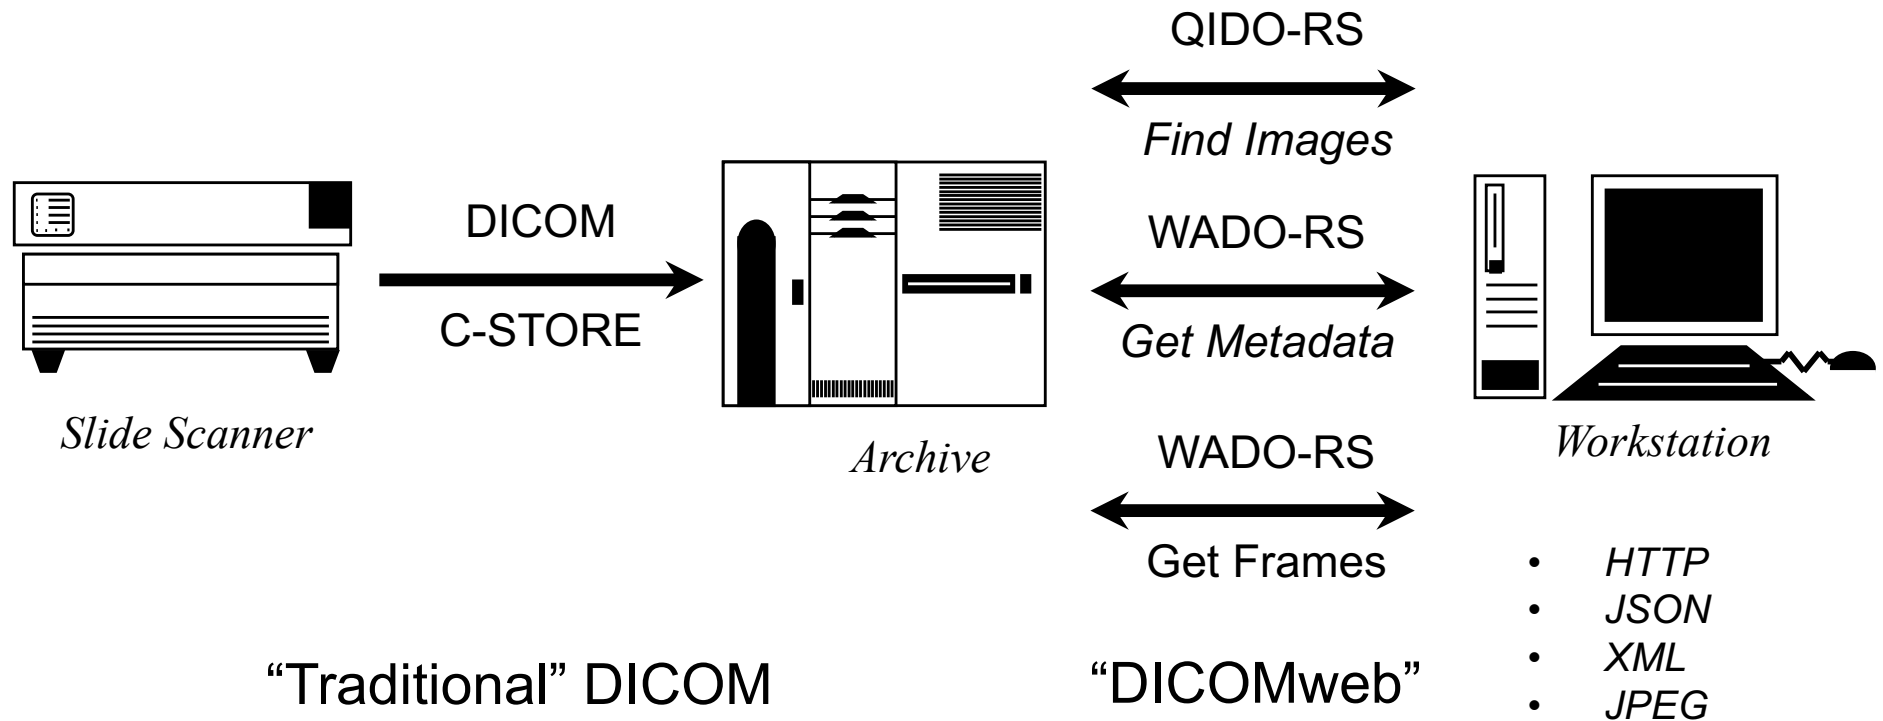 QIDO-RS
Find Images
DICOM
C-STORE
WADO-RS
Get Metadata
Slide Scanner
Archive
WADO-RS
Get Frames
Workstation
• HTTP
• JSON
• XML
• JPEG
“Traditional” DICOM
“DICOMweb”